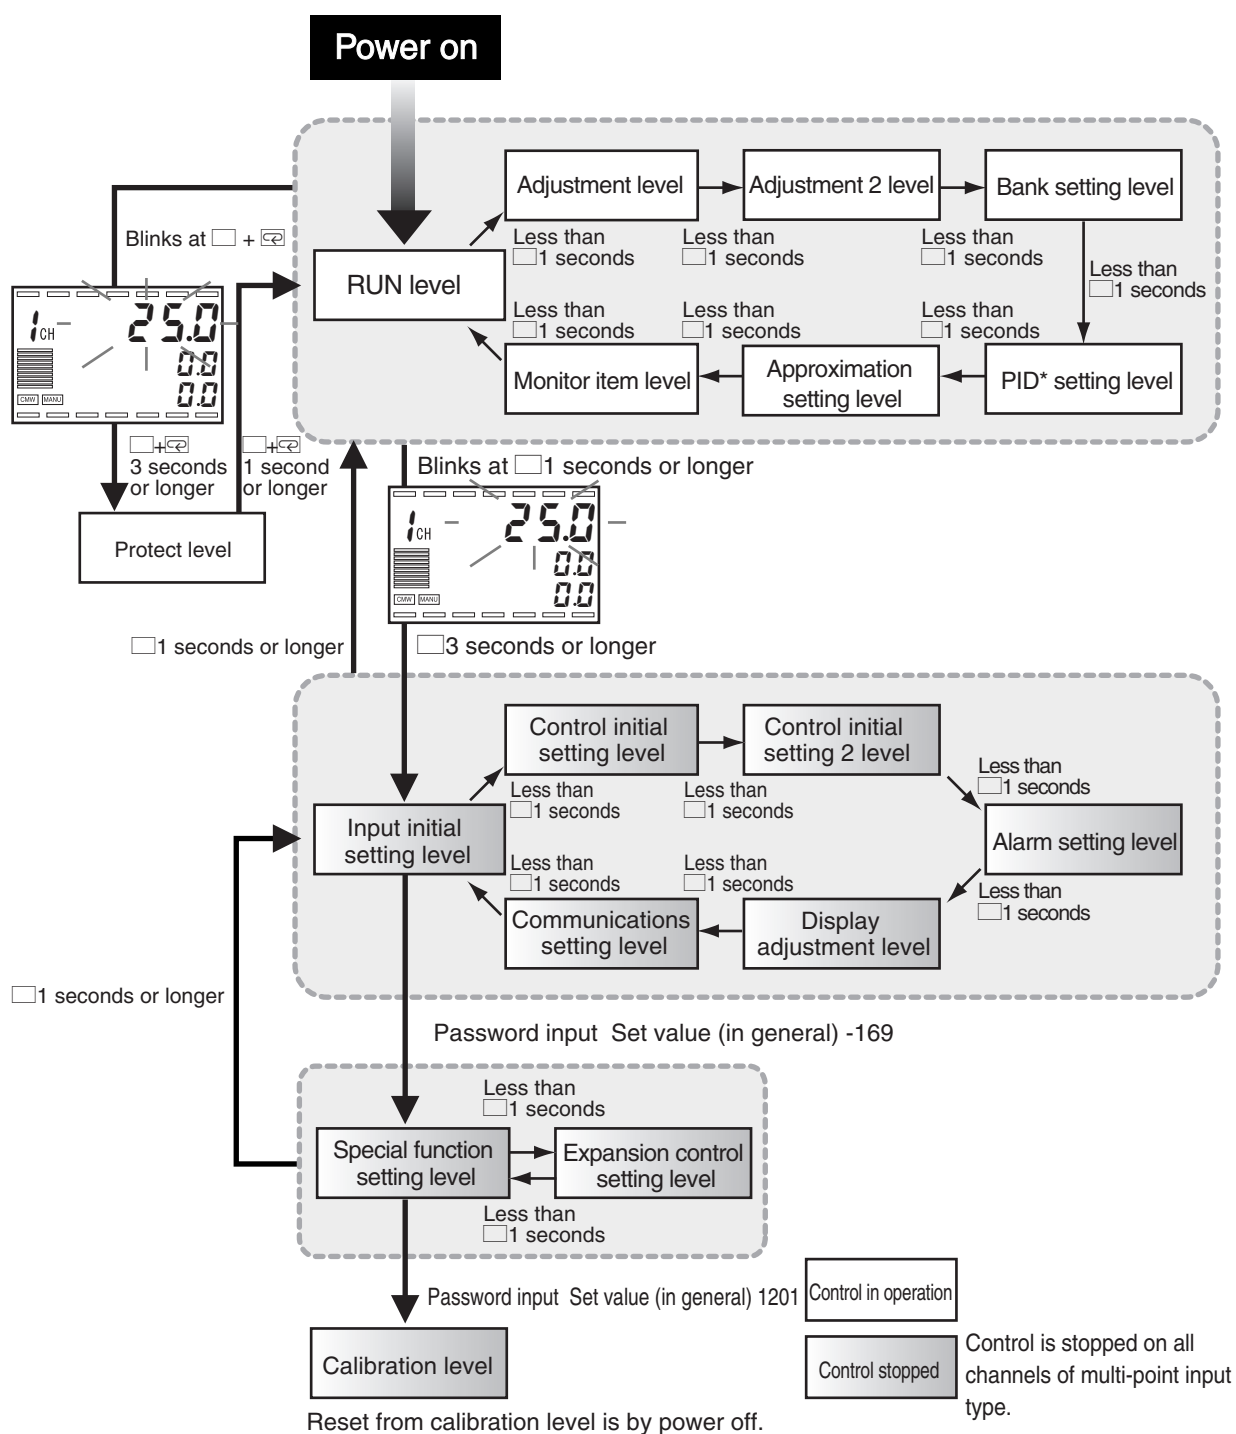 Power on
Adjustment level
Adjustment 2 level
Bank setting level
Less than
1 seconds
Less than
1 seconds
Less than
1 seconds
Less than
1 seconds
RUN level
Less than
1 seconds
Less than
1 seconds
Less than
1 seconds
Monitor item level
Approximation
setting level
PID* setting level
Blinks at + 
1 CH 25.0
0.0
0.0
CMW MANU
+
3 seconds
or longer
+
1 second
or longer
Protect level
Blinks at 1 seconds or longer
1 CH 25.0
0.0
0.0
CMW MANU
1 seconds or longer
3 seconds or longer
Control initial
setting level
Control initial
setting 2 level
Less than
1 seconds
Less than
1 seconds
Less than
1 seconds
Input initial
setting level
Alarm setting level
Less than
1 seconds
Less than
1 seconds
Less than
1 seconds
Communications
setting level
Display
adjustment level
1 seconds or longer
Password input Set value (in general) -169
Less than
1 seconds
Special function
setting level
Expansion control
setting level
Less than
1 seconds
Password input Set value (in general) 1201
Control in operation
Calibration level
Control stopped
Control is stopped on all
channels of multi-point input
type.
Reset from calibration level is by power off.